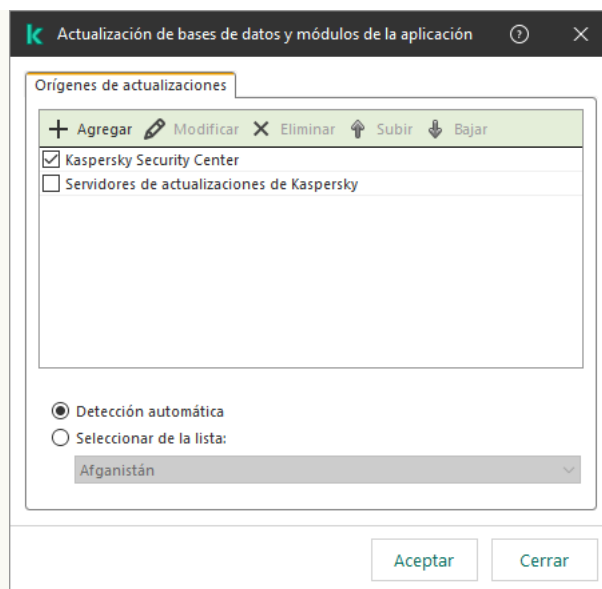 Actualización de bases de datos y módulos de la aplicación
Orígenes de actualizaciones
Agregar Modificar Eliminar Subir Bajar
Kaspersky Security Center
Servidores de actualizaciones de Kaspersky
Detección automática
Seleccionar de la lista:
Afganistán
Aceptar Cerrar